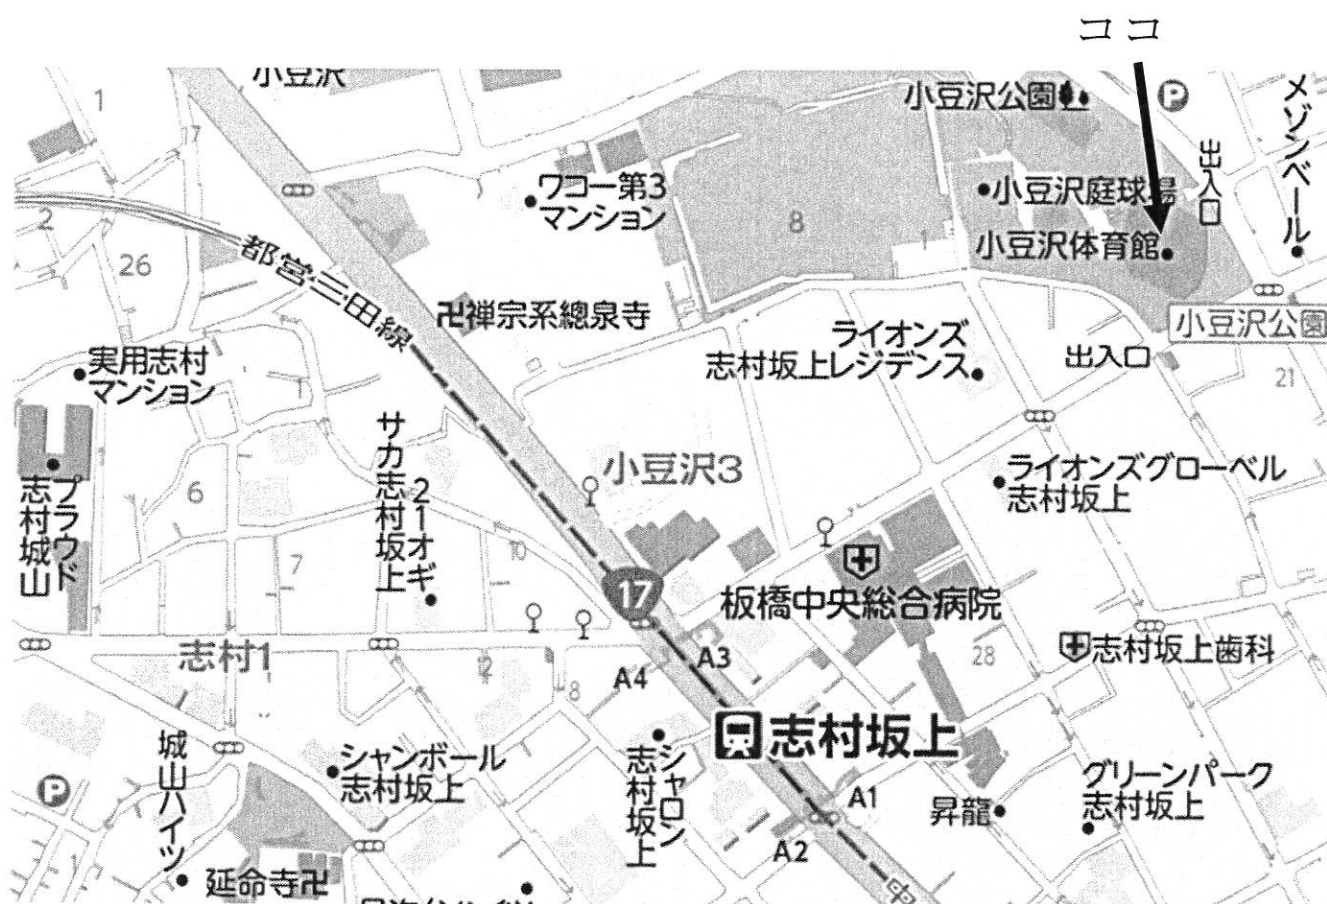 ココ
小豆沢
1
小豆沢公園
P
メゾンベール
出入口
ワコー第3
マンション
小豆沢庭球場
8
1
小豆沢体育館
2
26
都営三田線
卍禅宗系總泉寺
小豆沢公園
ライオンズ
志村坂上レジデンス
出入口
実用志村
マンション
1
21
サカ志村坂上
21オギ
小豆沢3
ライオンズグローベル
志村坂上
プラウド
志村城山
6
7
10
17
板橋中央総合病院
志村1
12
8
A4
A3
28
志村坂上歯科
志村坂上
城山ハイツ
シャンボール
志村坂上
シャロン
志村坂上
P
A1
A2
昇龍
グリーンパーク
志村坂上
1
延命寺卍
中